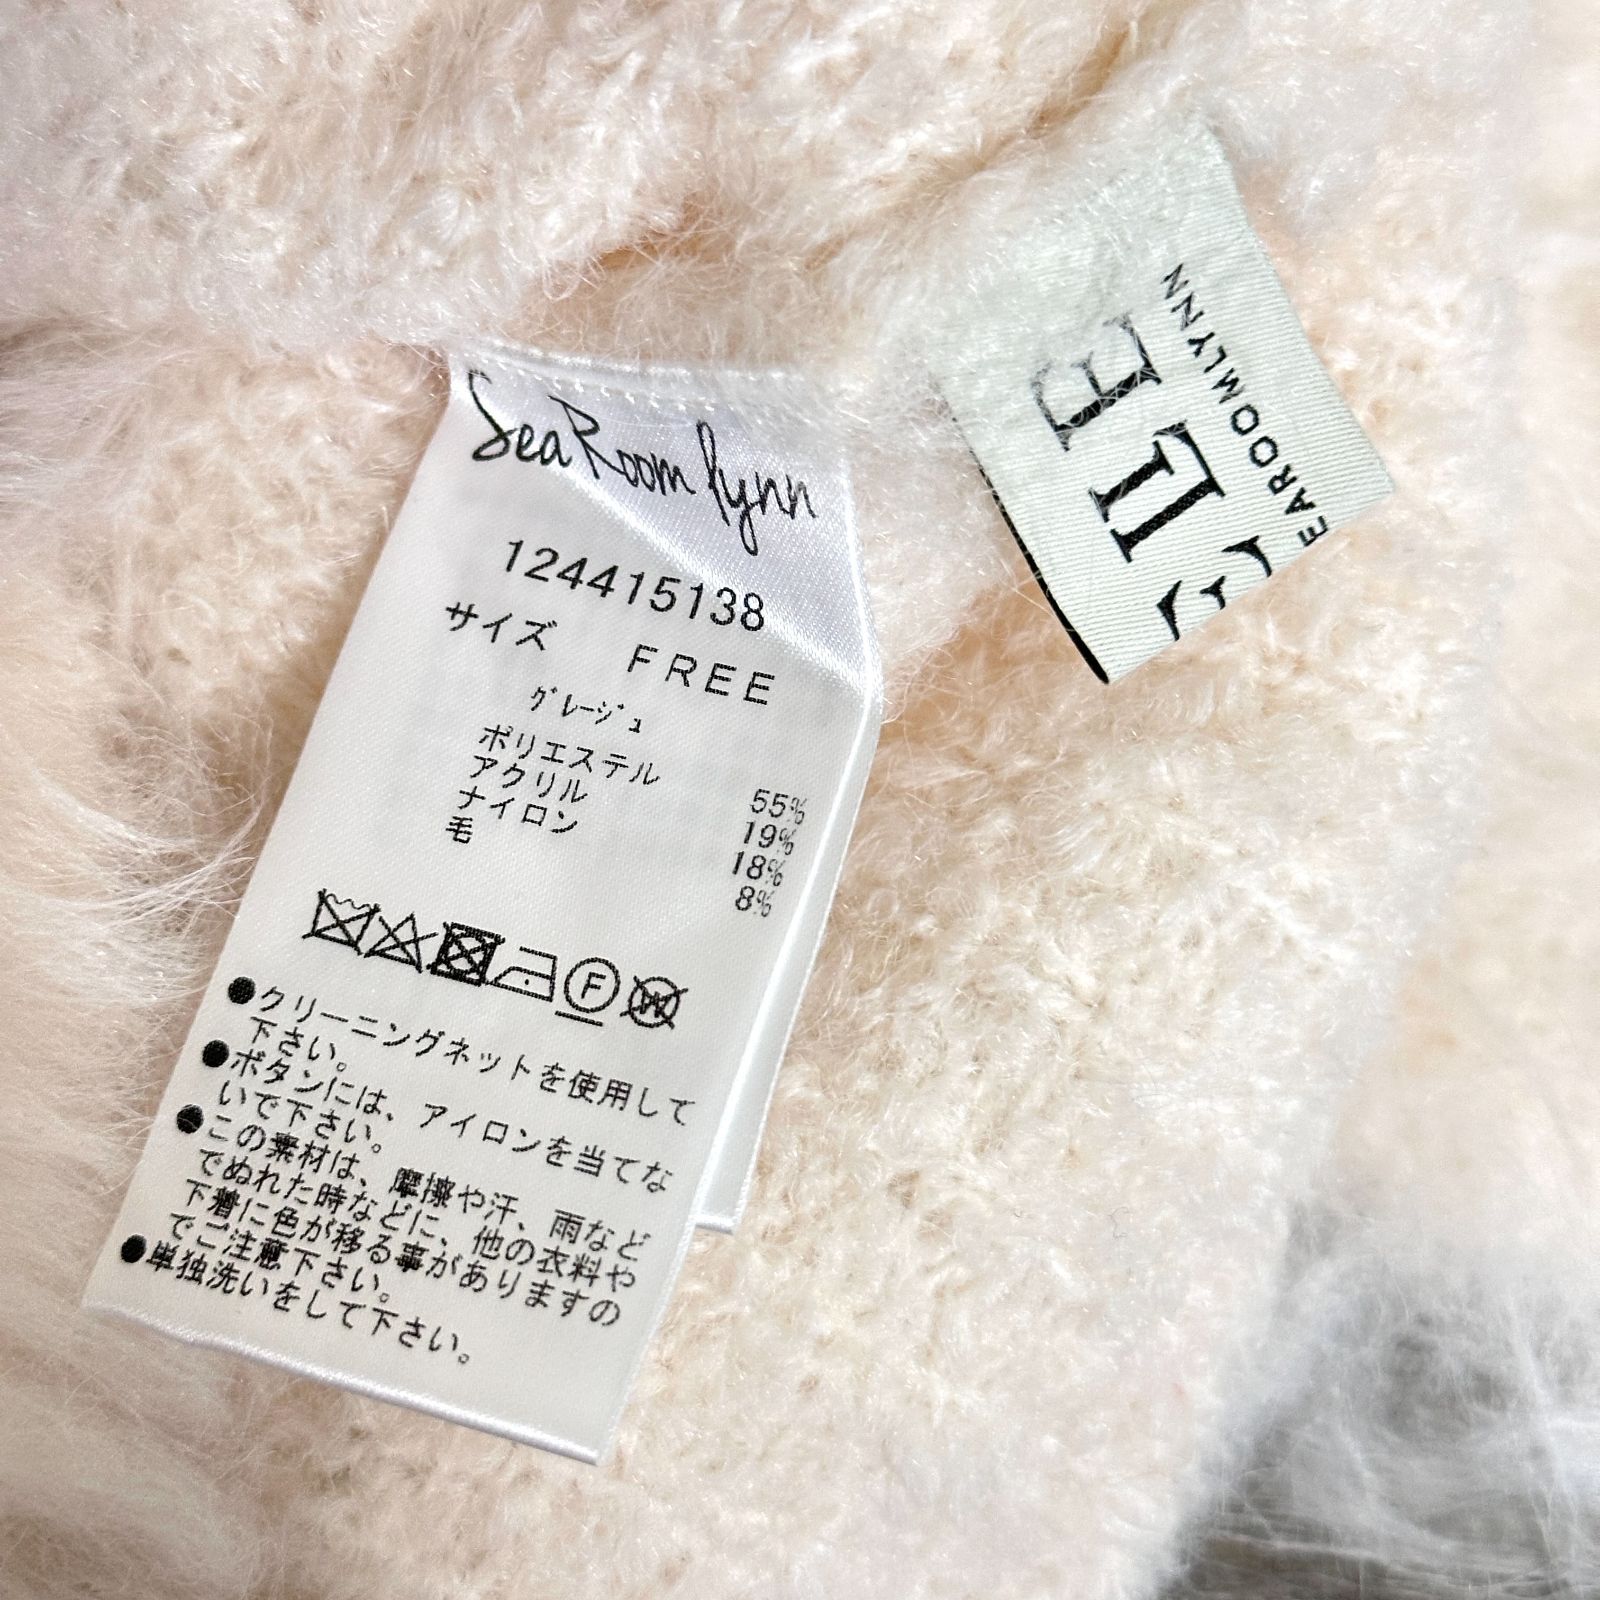 SeaRoomlynn
124415138
サイズ FREE
グレージュ
ポリエステル 55%
アクリル 19%
ナイロン 18%
毛 8%
F
W
●クリーニングネットを使用して
下さい。
●ボタンには、アイロンを当てな
いで下さい。
●この素材は、摩擦や汗、雨など
でぬれた時などに、他の衣料や
下着に色が移る事がありますの
でご注意下さい。
●単独洗いをして下さい。
EAROOMLYNN